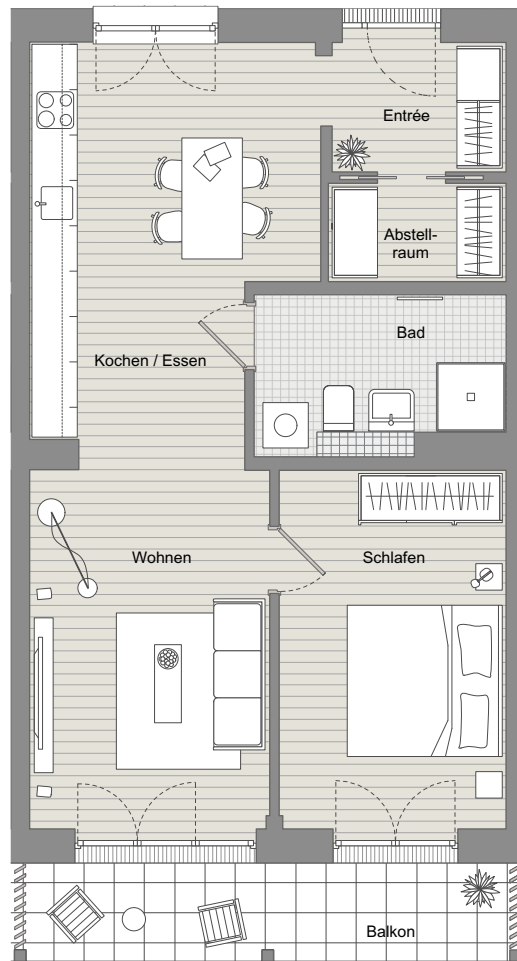 Entrée
Abstell-
raum
Bad
Kochen / Essen
Wohnen
Schlafen
Balkon